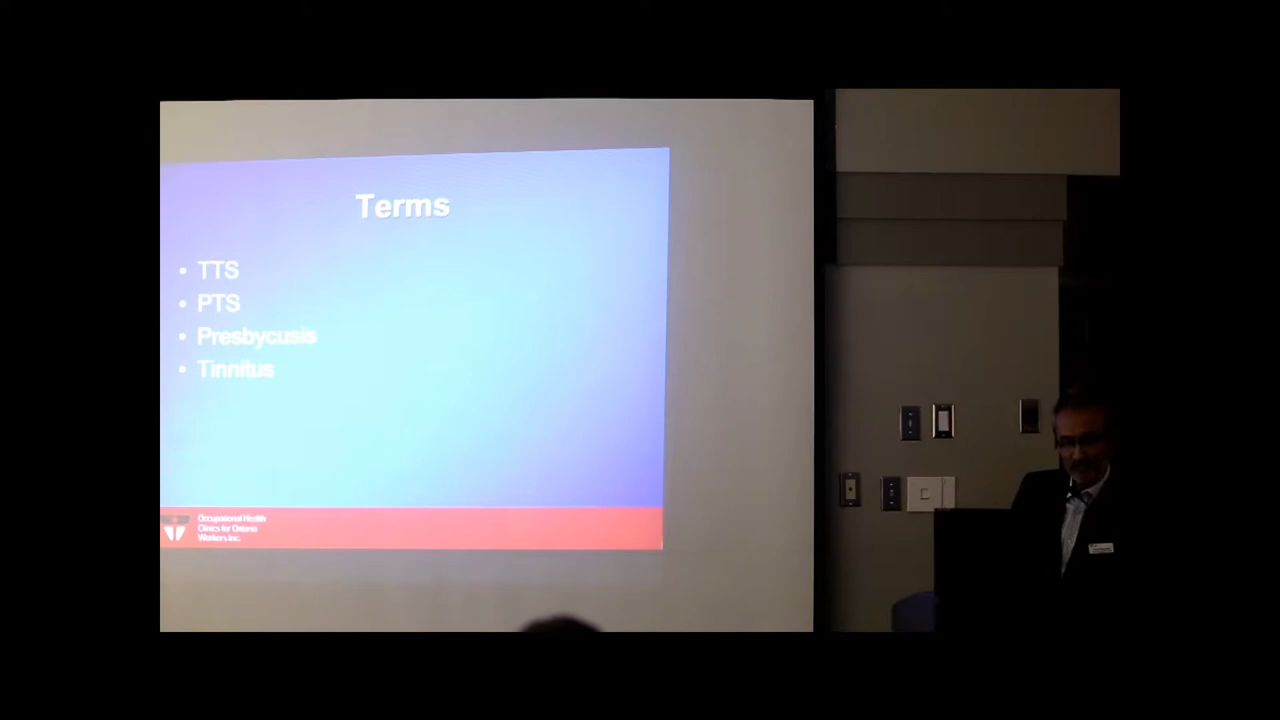 Terms
• TTS
• PTS
• Presbycusis
• Tinnitus
Occupational Health
Clinics for Ontario
Workers Inc.